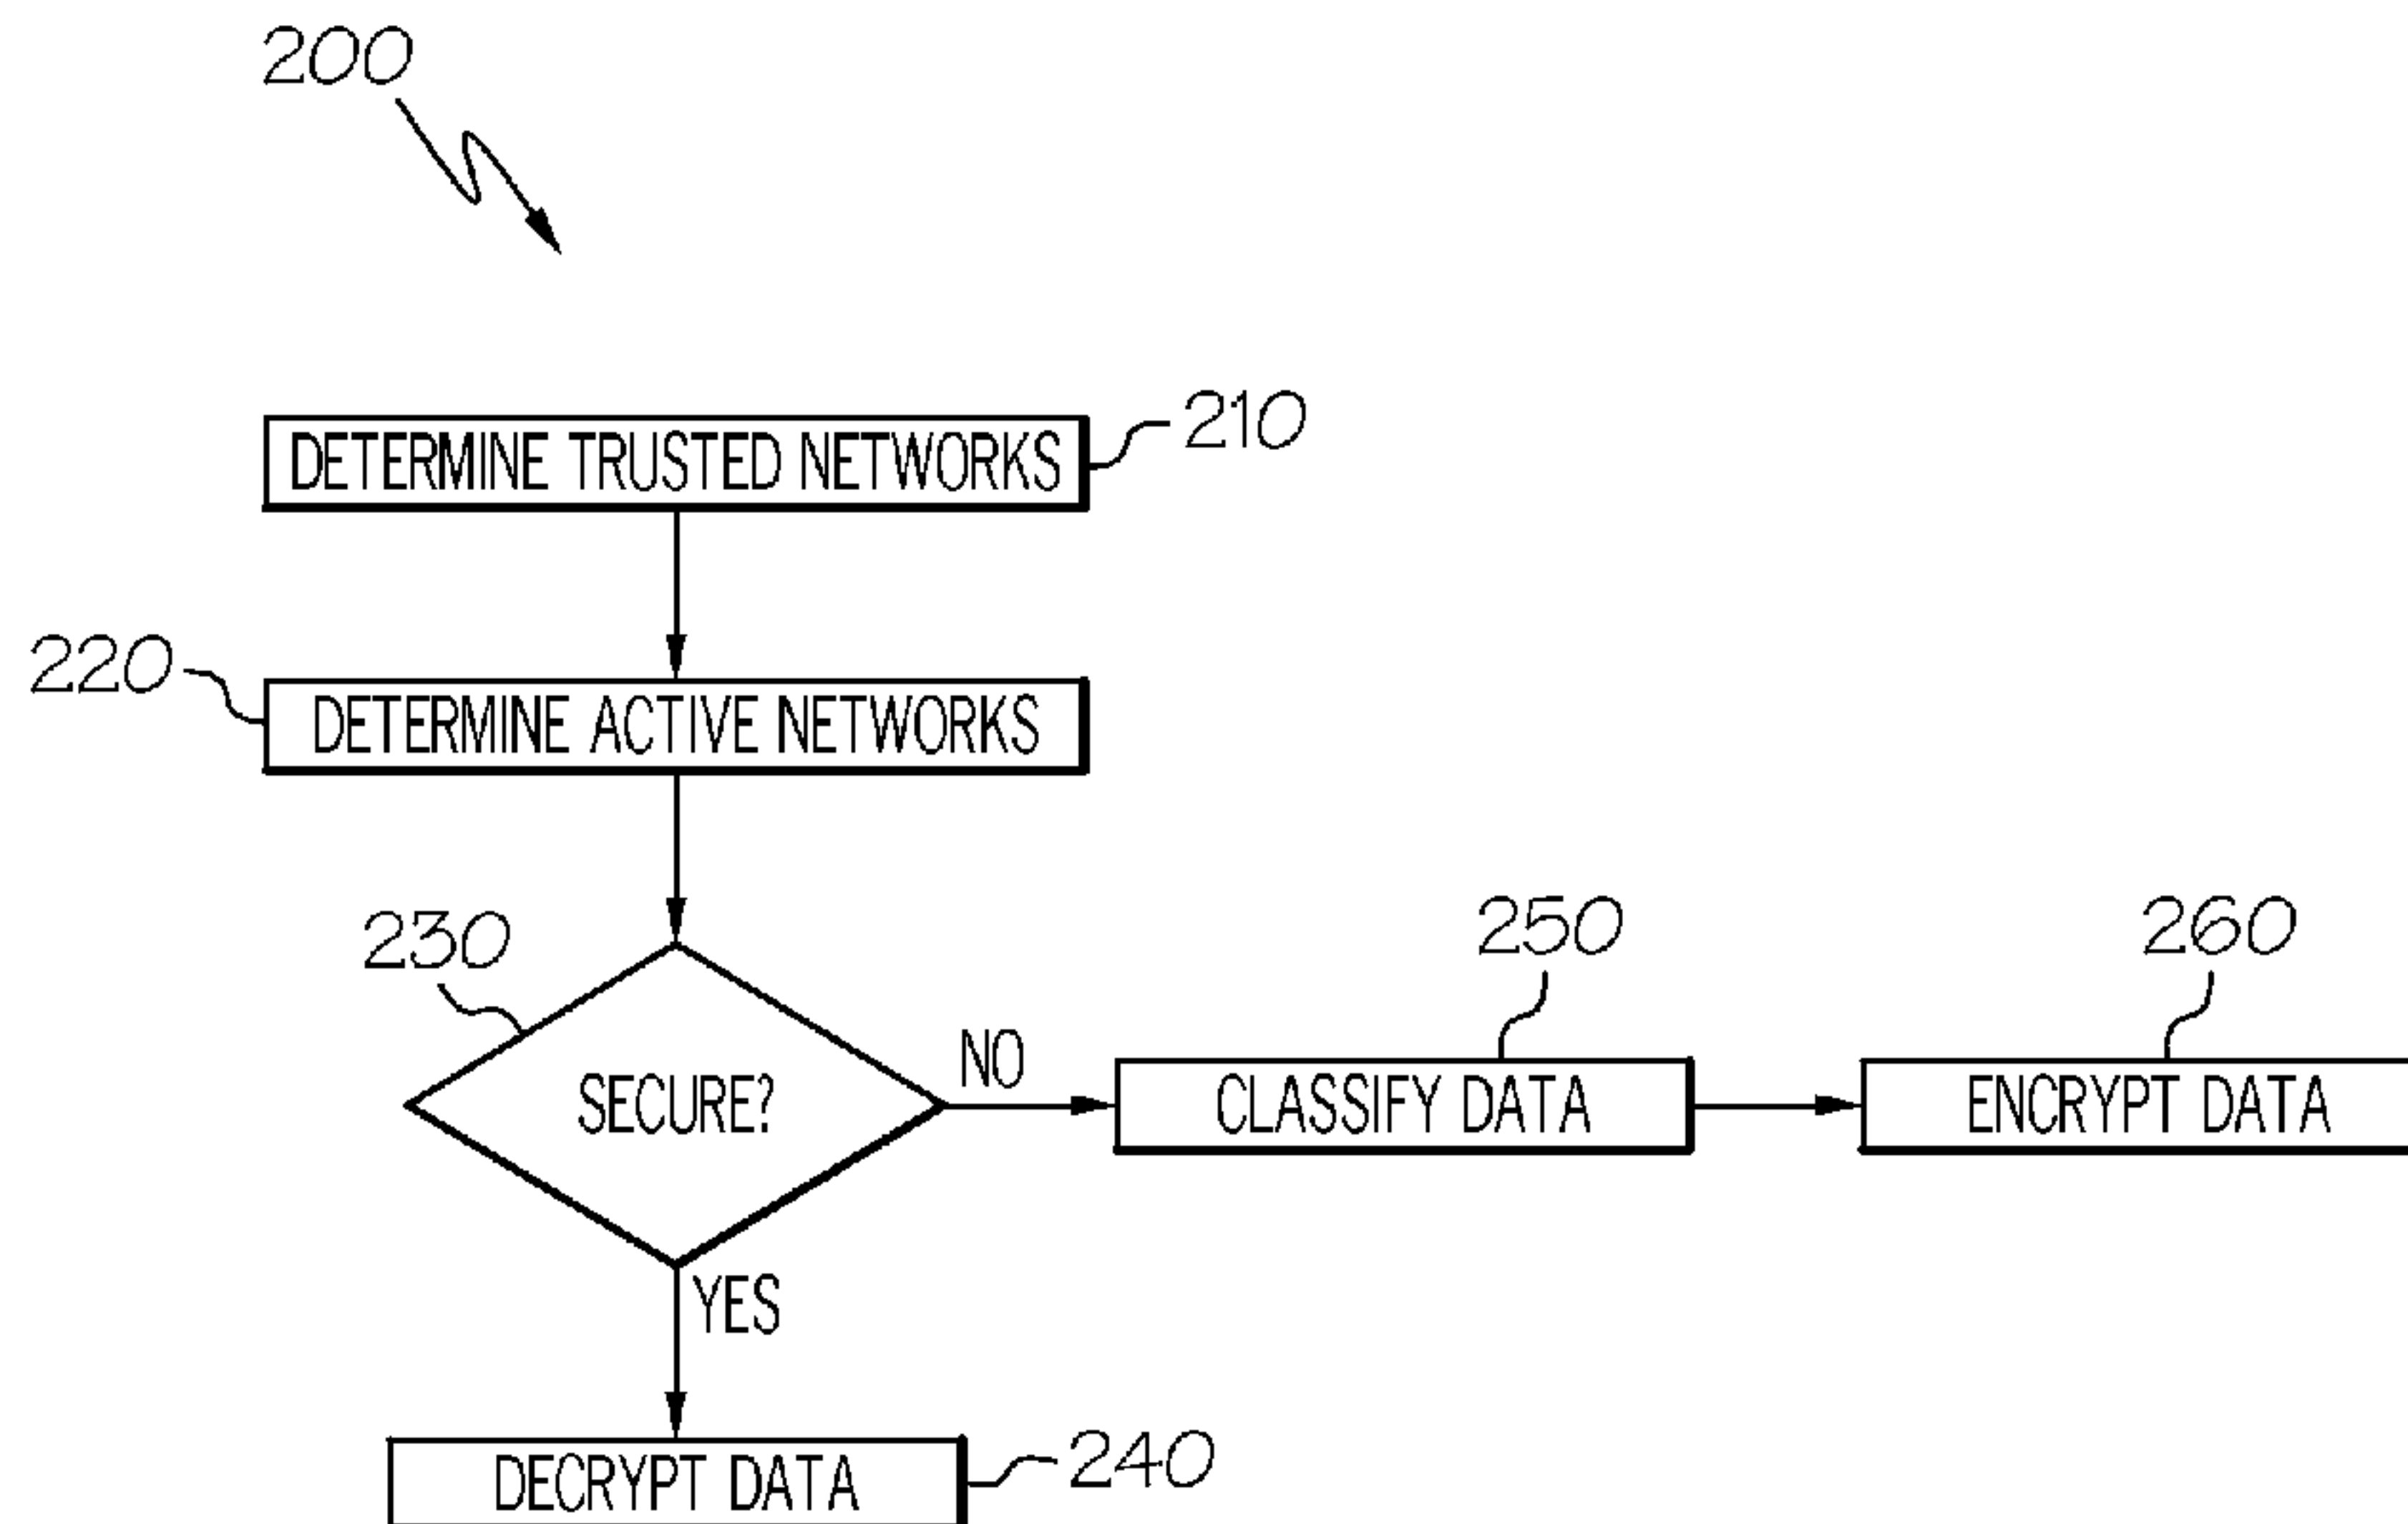 200
DETERMINE TRUSTED NETWORKS
210
220
DETERMINE ACTIVE NETWORKS
230
SECURE?
NO
250
CLASSIFY DATA
260
ENCRYPT DATA
YES
DECRYPT DATA
240